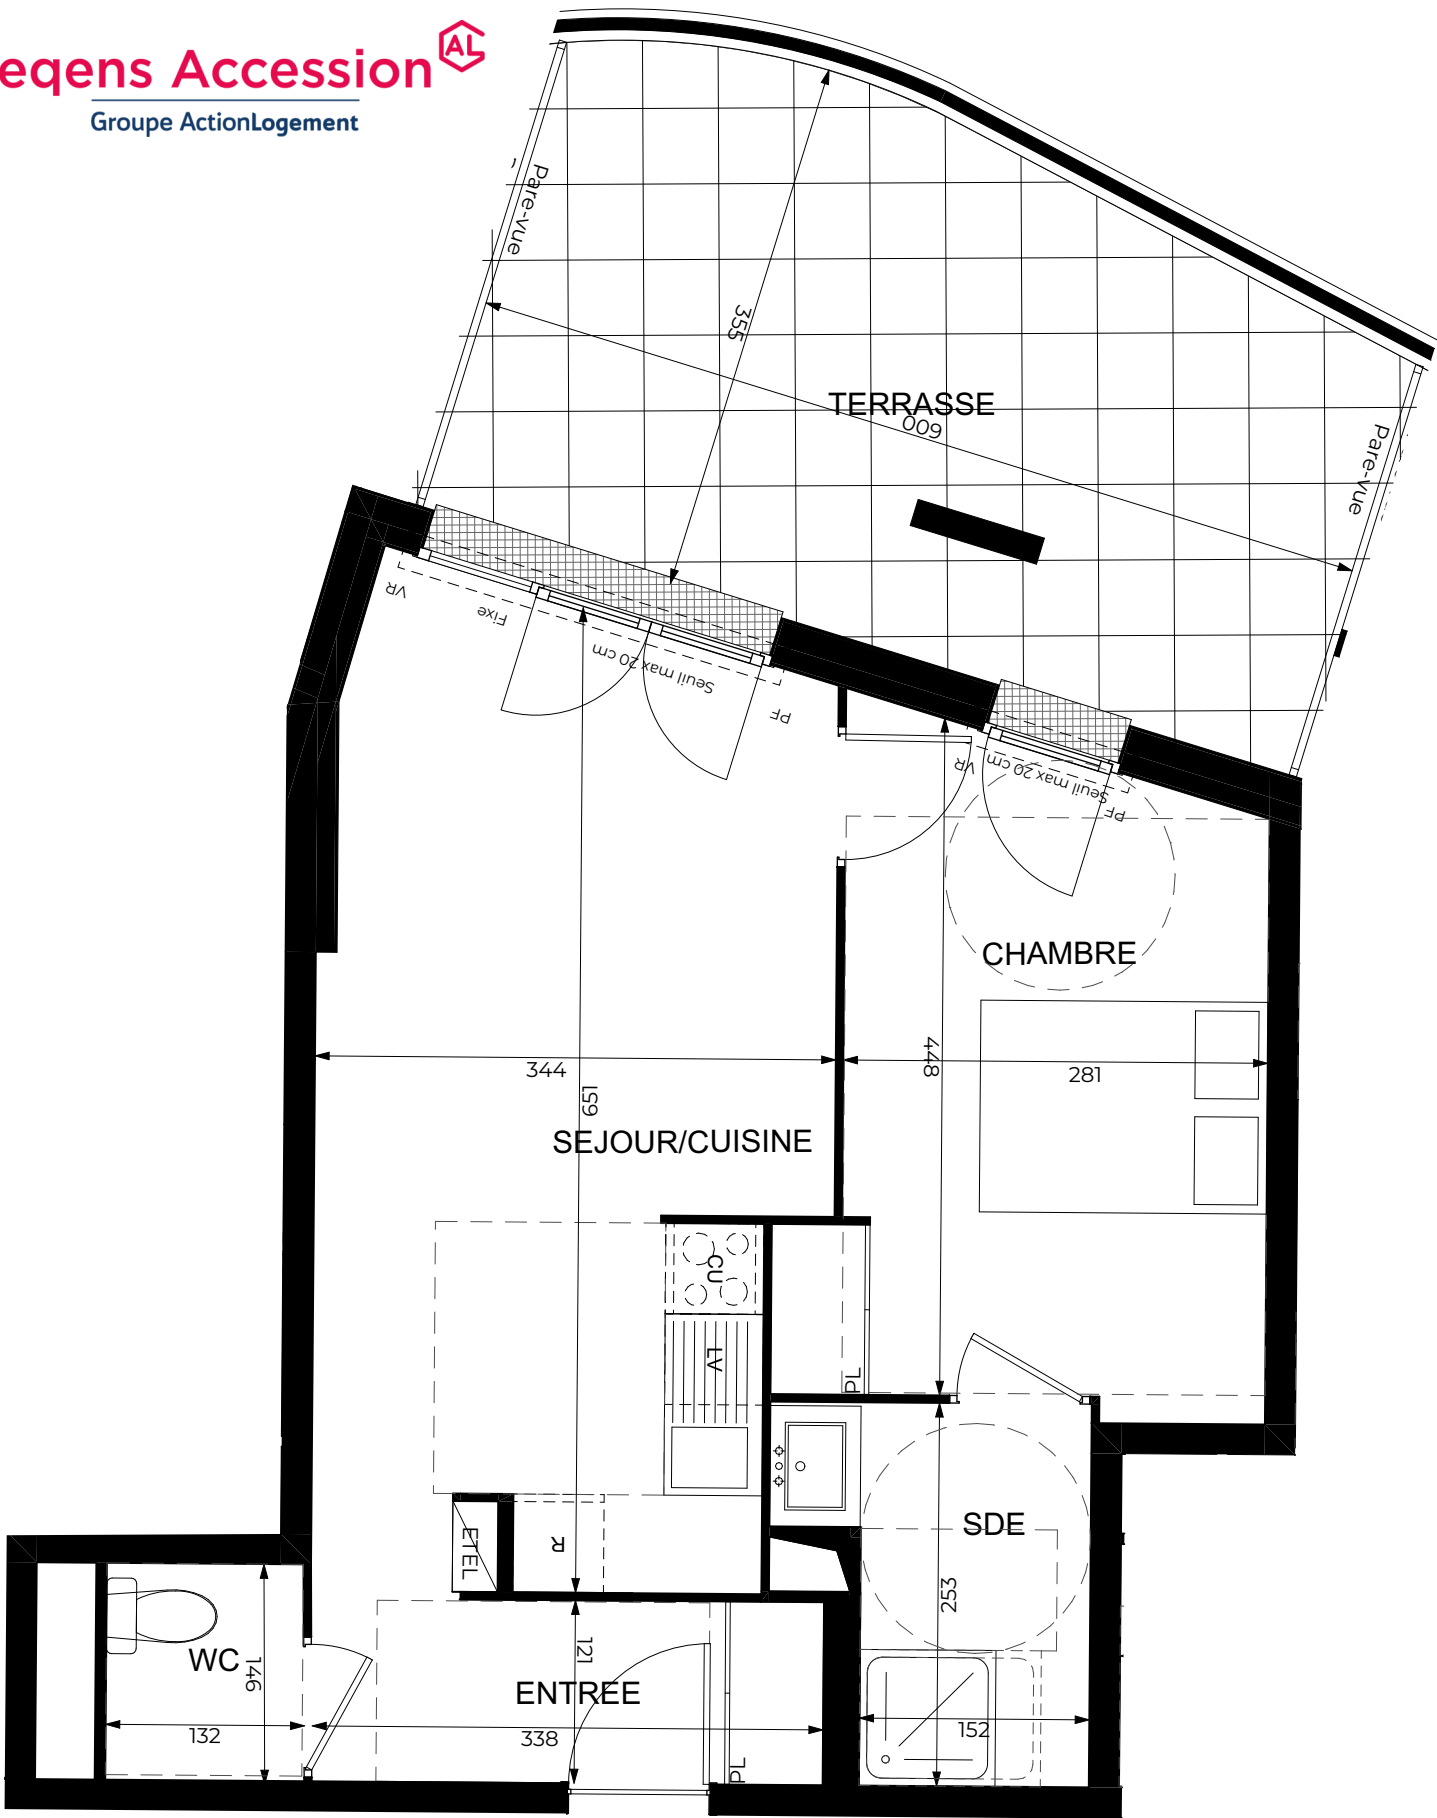 eqens Accession AL
Groupe ActionLogement
Pare-vue
355
TERRASSE
600
Pare-vue
VR
Fixe
Seuil max 20 cm
PF
VR
Seuil max 20 cm
PF
CHAMBRE
344
651
448
281
SEJOUR/CUISINE
CU
LV
PL
SDE
ETEL
R
253
WC
146
121
ENTREE
132
338
152
PL